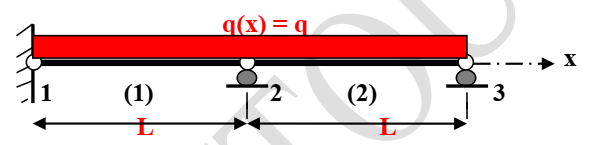 q(x) = q
x
1 (1) 2 (2) 3
L L